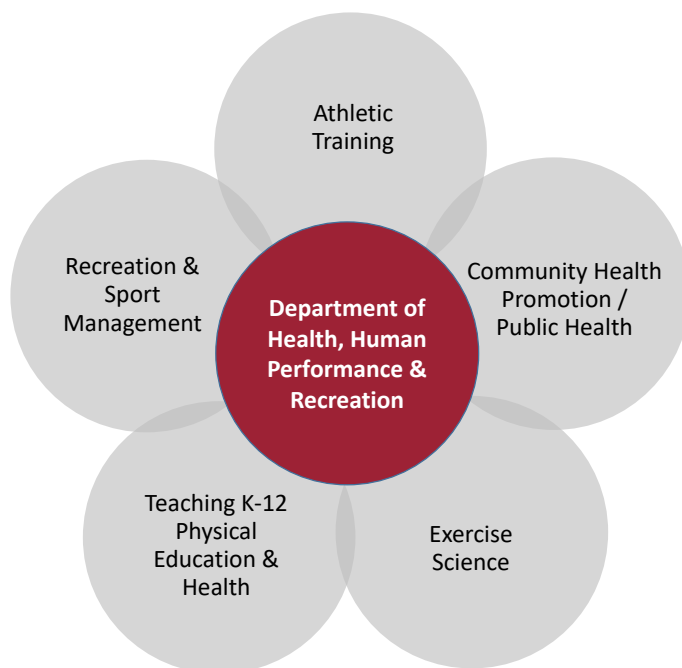 Athletic
Training
Recreation &
Sport
Management
Community Health
Promotion /
Public Health
Department of
Health, Human
Performance &
Recreation
Teaching K-12
Physical
Education &
Health
Exercise
Science